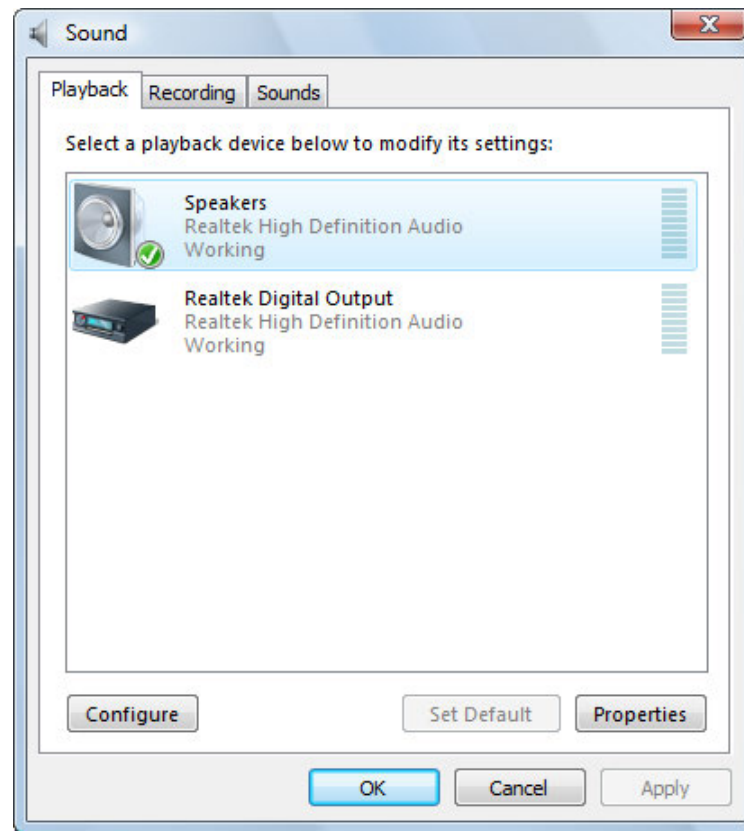 Sound
Playback Recording Sounds
Select a playback device below to modify its settings:
Speakers
Realtek High Definition Audio
Working
Realtek Digital Output
Realtek High Definition Audio
Working
Configure Set Default Properties
OK Cancel Apply